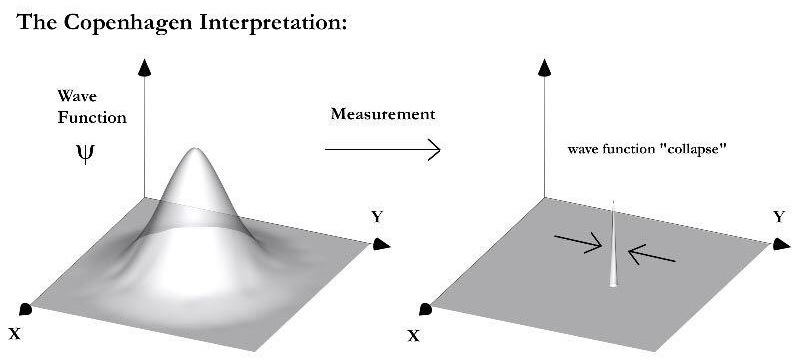 The Copenhagen Interpretation:
Wave
Function
ψ
Measurement
wave function "collapse"
Y
X
Y
X